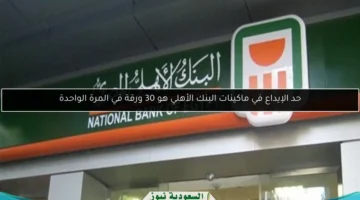 البنك الأهلي
حد الإيداع في ماكينات البنك الأهلي هو 30 ورقة في المرة الواحدة
NATIONAL BANK OF
السعودية نيوز